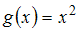 g(x) = x²